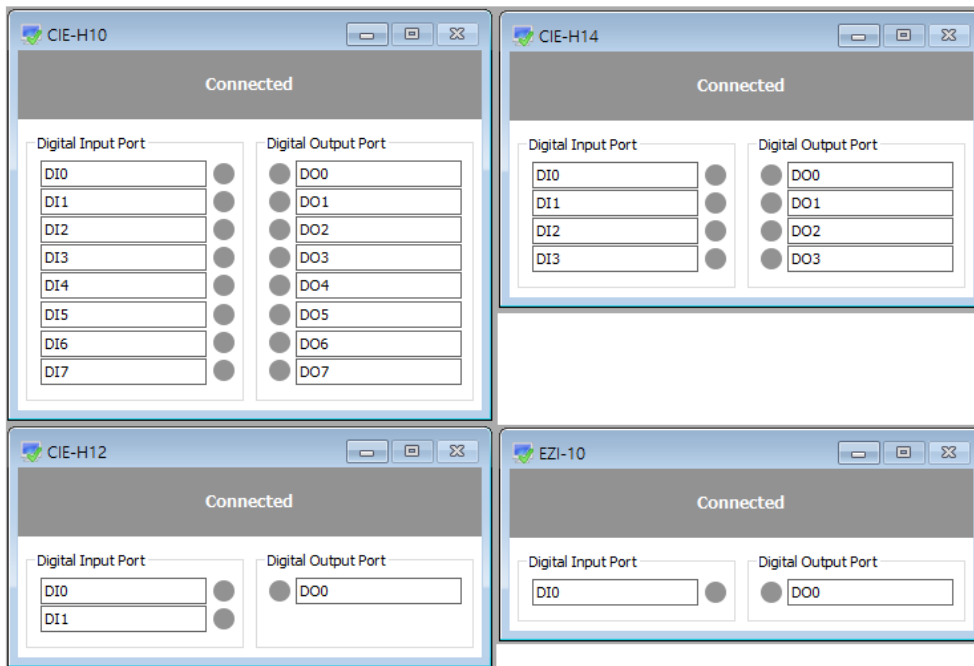 CIE-H10
Connected
Digital Input Port
Digital Output Port
DI0
DO0
DI1
DO1
DI2
DO2
DI3
DO3
DI4
DO4
DI5
DO5
DI6
DO6
DI7
DO7
CIE-H14
Connected
Digital Input Port
Digital Output Port
DI0
DO0
DI1
DO1
DI2
DO2
DI3
DO3
CIE-H12
Connected
Digital Input Port
Digital Output Port
DI0
DO0
DI1
EZI-10
Connected
Digital Input Port
Digital Output Port
DI0
DO0